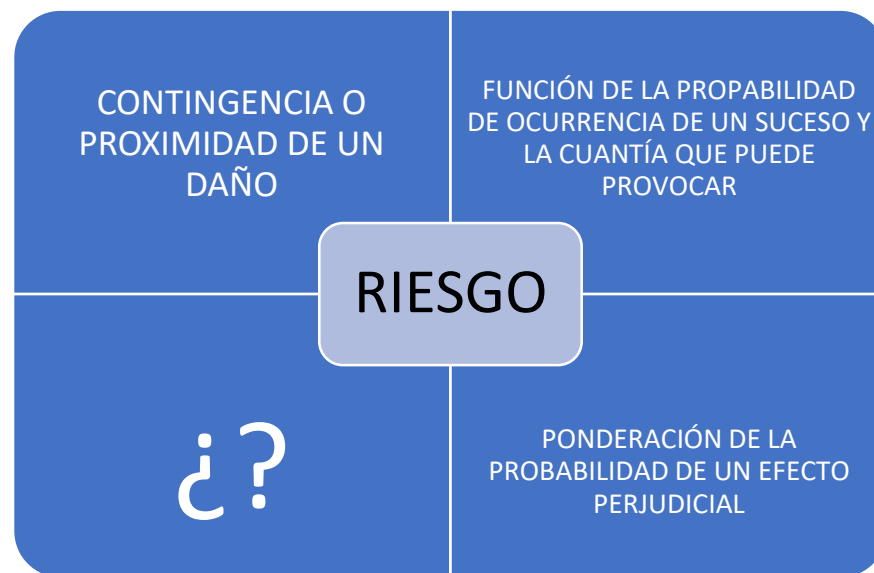 CONTINGENCIA O
PROXIMIDAD DE UN
DAÑO
FUNCIÓN DE LA PROPABILIDAD
DE OCURRENCIA DE UN SUCESO Y
LA CUANTÍA QUE PUEDE
PROVOCAR
RIESGO
¿?
PONDERACIÓN DE LA
PROBABILIDAD DE UN EFECTO
PERJUDICIAL